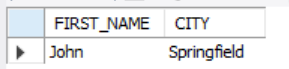 FIRST_NAME CITY
John Springfield